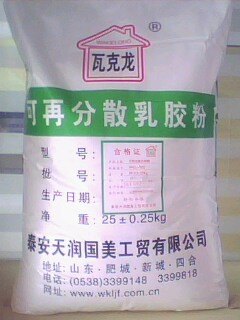 ®
瓦克龙
可再分散乳胶粉
合格证
型 号:
批 号:
生产日期:
净 重: 25±0.25kg
泰安天润国美工贸有限公司
地址: 山东·肥城·新城·四合
电话: (0538)3399148 3399818
网址: www.wkljf.com.cn